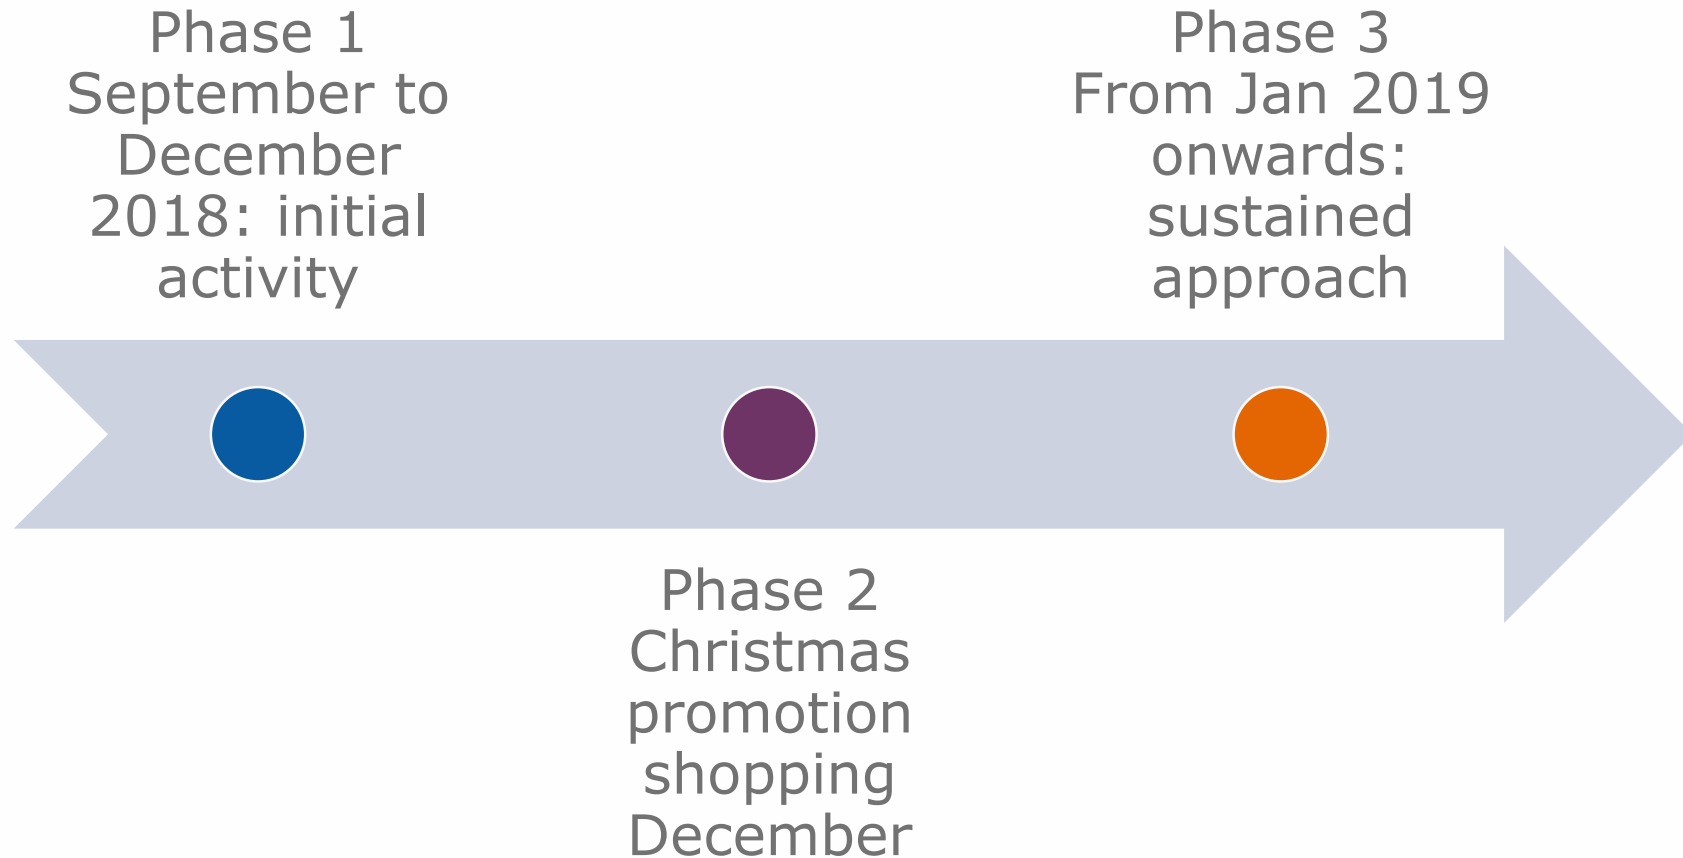 Phase 1
September to
December
2018: initial
activity
Phase 2
Christmas
promotion
shopping
December
Phase 3
From Jan 2019
onwards:
sustained
approach